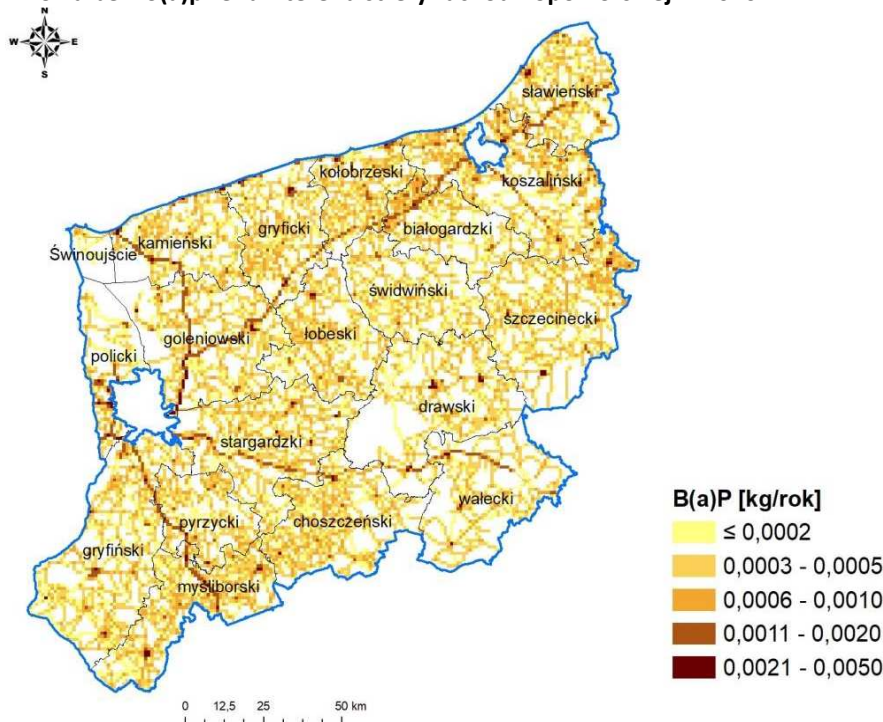 N
W E
S
sławieński
kołobrzeski
koszaliński
Świnoujście
kamieński
gryficki
białogardzki
świdwiński
szczecinecki
goleniowski
łobeski
policki
drawski
stargardzki
wałecki
pyrzycki
choszczeński
gryfiński
myśliborski
B(a)P [kg/rok]
≤ 0,0002
0,0003 - 0,0005
0,0006 - 0,0010
0,0011 - 0,0020
0,0021 - 0,0050
0 12,5 25 50 km